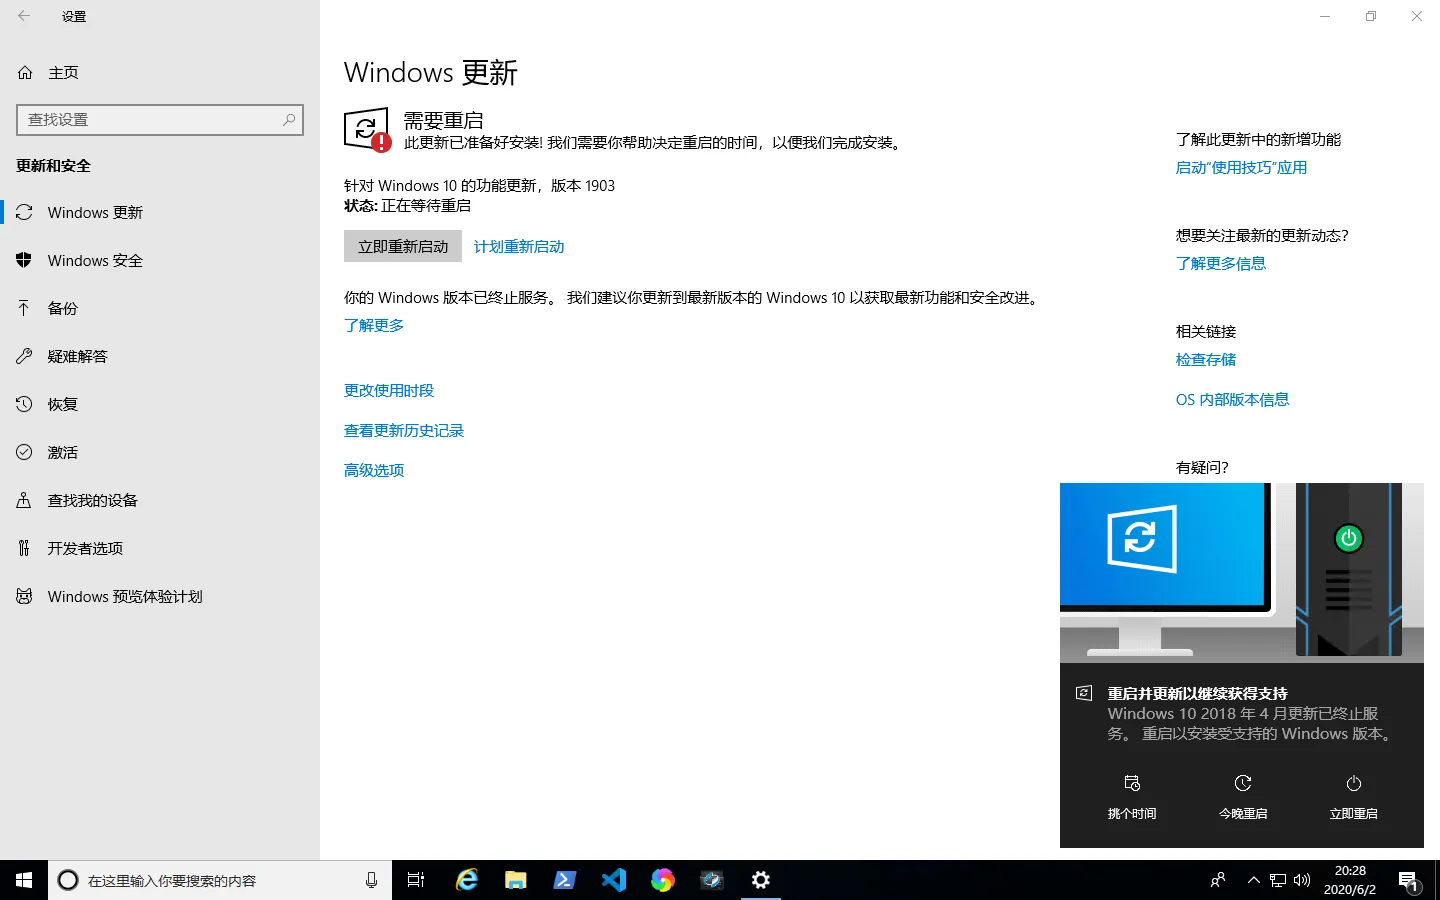 设置
主页
查找设置
更新和安全
Windows 更新
Windows 安全
备份
疑难解答
恢复
激活
查找我的设备
开发者选项
Windows 预览体验计划
Windows 更新
需要重启
此更新已准备好安装! 我们需要你帮助决定重启的时间，以便我们完成安装。
针对 Windows 10 的功能更新，版本 1903
状态: 正在等待重启
立即重新启动 计划重新启动
你的 Windows 版本已终止服务。 我们建议你更新到最新版本的 Windows 10 以获取最新功能和安全改进。
了解更多
更改使用时段
查看更新历史记录
高级选项
了解此更新中的新增功能
启动“使用技巧”应用
想要关注最新的更新动态?
了解更多信息
相关链接
检查存储
OS 内部版本信息
有疑问?
重启并更新以继续获得支持
Windows 10 2018 年 4 月更新已终止服
务。 重启以安装受支持的 Windows 版本。
挑个时间 今晚重启 立即重启
在这里输入你要搜索的内容
20:28
2020/6/2
1